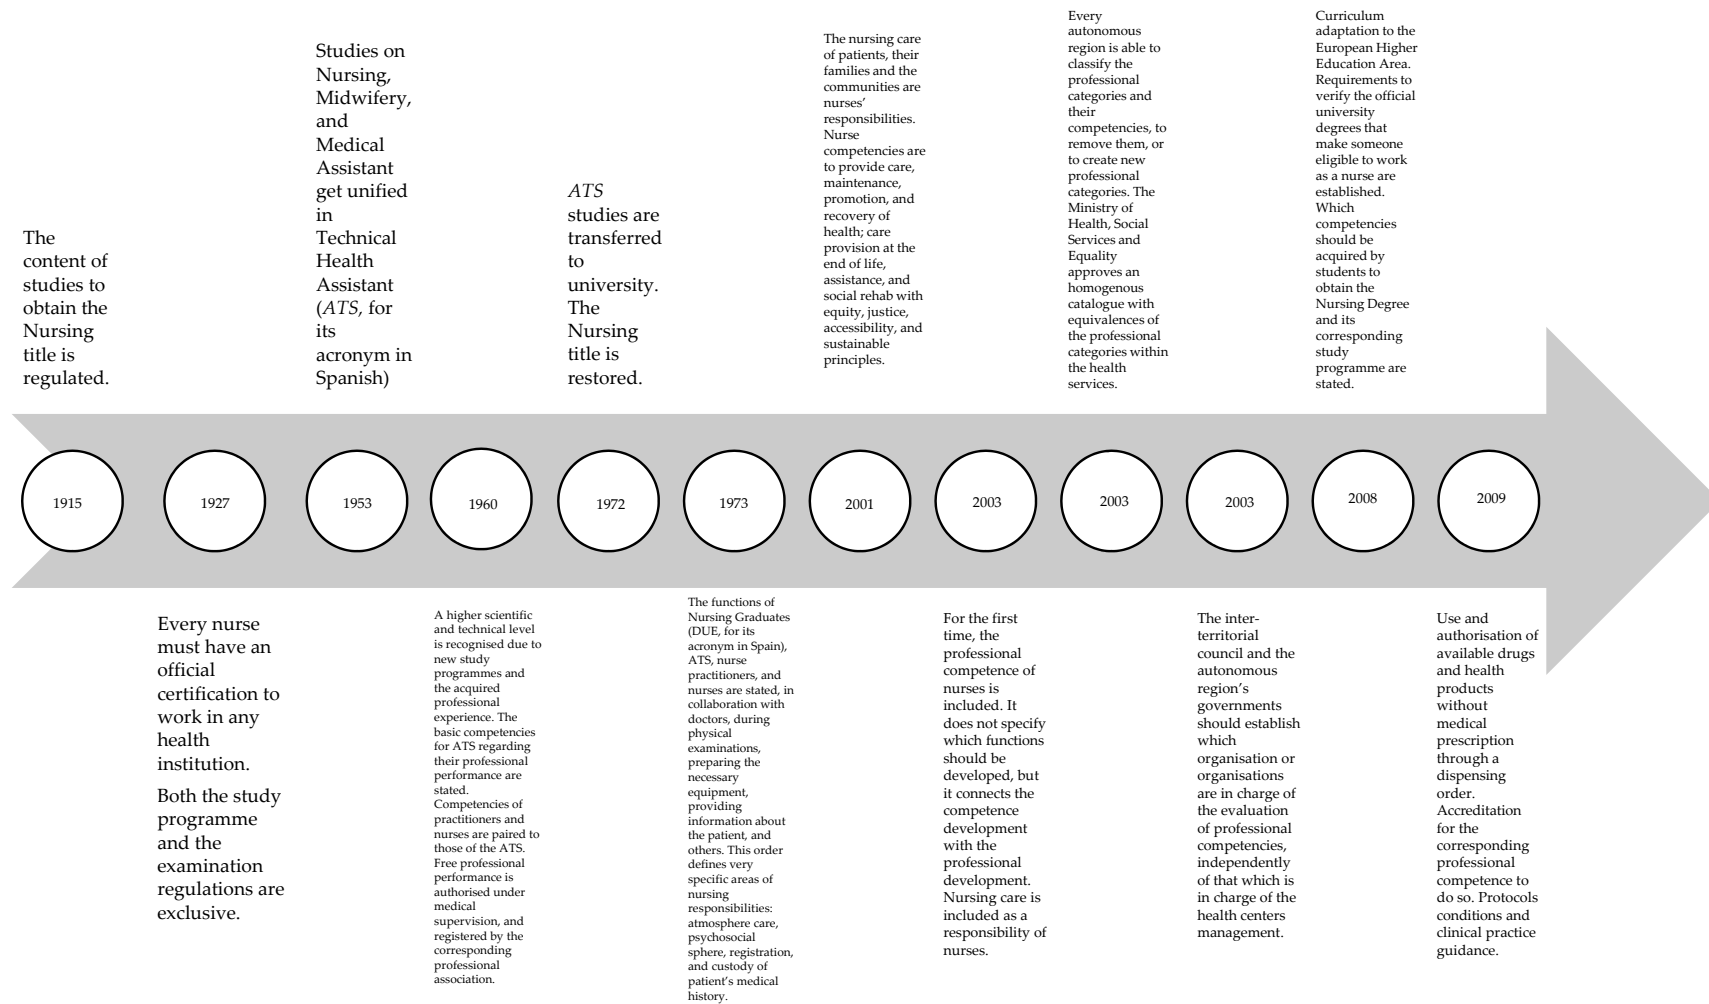 The
content of
studies to
obtain the
Nursing
title is
regulated.
Studies on
Nursing,
Midwifery,
and
Medical
Assistant
get unified
in
Technical
Health
Assistant
(ATS, for
its
acronym in
Spanish)
ATS
studies are
transferred
to
university.
The
Nursing
title is
restored.
The nursing care
of patients, their
families and the
communities are
nurses’
responsibilities.
Nurse
competencies are
to provide care,
maintenance,
promotion, and
recovery of
health; care
provision at the
end of life,
assistance, and
social rehab with
equity, justice,
accessibility, and
sustainable
principles.
Every
autonomous
region is able to
classify the
professional
categories and
their
competencies, to
remove them, or
to create new
professional
categories. The
Ministry of
Health, Social
Services and
Equality
approves an
homogenous
catalogue with
equivalences of
the professional
categories within
the health
services.
Curriculum
adaptation to the
European Higher
Education Area.
Requirements to
verify the official
university
degrees that
make someone
eligible to work
as a nurse are
established.
Which
competencies
should be
acquired by
students to
obtain the
Nursing Degree
and its
corresponding
study
programme are
stated.
1915
1927
1953
1960
1972
1973
2001
2003
2003
2003
2008
2009
Every nurse
must have an
official
certification to
work in any
health
institution.
Both the study
programme
and the
examination
regulations are
exclusive.
A higher scientific
and technical level
is recognised due to
new study
programmes and
the acquired
professional
experience. The
basic competencies
for ATS regarding
their professional
performance are
stated.
Competencies of
practitioners and
nurses are paired to
those of the ATS.
Free professional
performance is
authorised under
medical
supervision, and
registered by the
corresponding
professional
association.
The functions of
Nursing Graduates
(DUE, for its
acronym in Spain),
ATS, nurse
practitioners, and
nurses are stated, in
collaboration with
doctors, during
physical
examinations,
preparing the
necessary
equipment,
providing
information about
the patient, and
others. This order
defines very
specific areas of
nursing
responsibilities:
atmosphere care,
psychosocial
sphere, registration,
and custody of
patient’s medical
history.
For the first
time, the
professional
competence of
nurses is
included. It
does not specify
which functions
should be
developed, but
it connects the
competence
development
with the
professional
development.
Nursing care is
included as a
responsibility of
nurses.
The inter-
territorial
council and the
autonomous
region’s
governments
should establish
which
organisation or
organisations
are in charge of
the evaluation
of professional
competencies,
independently
of that which is
in charge of the
health centers
management.
Use and
authorisation of
available drugs
and health
products
without
medical
prescription
through a
dispensing
order.
Accreditation
for the
corresponding
professional
competence to
do so. Protocols
conditions and
clinical practice
guidance.